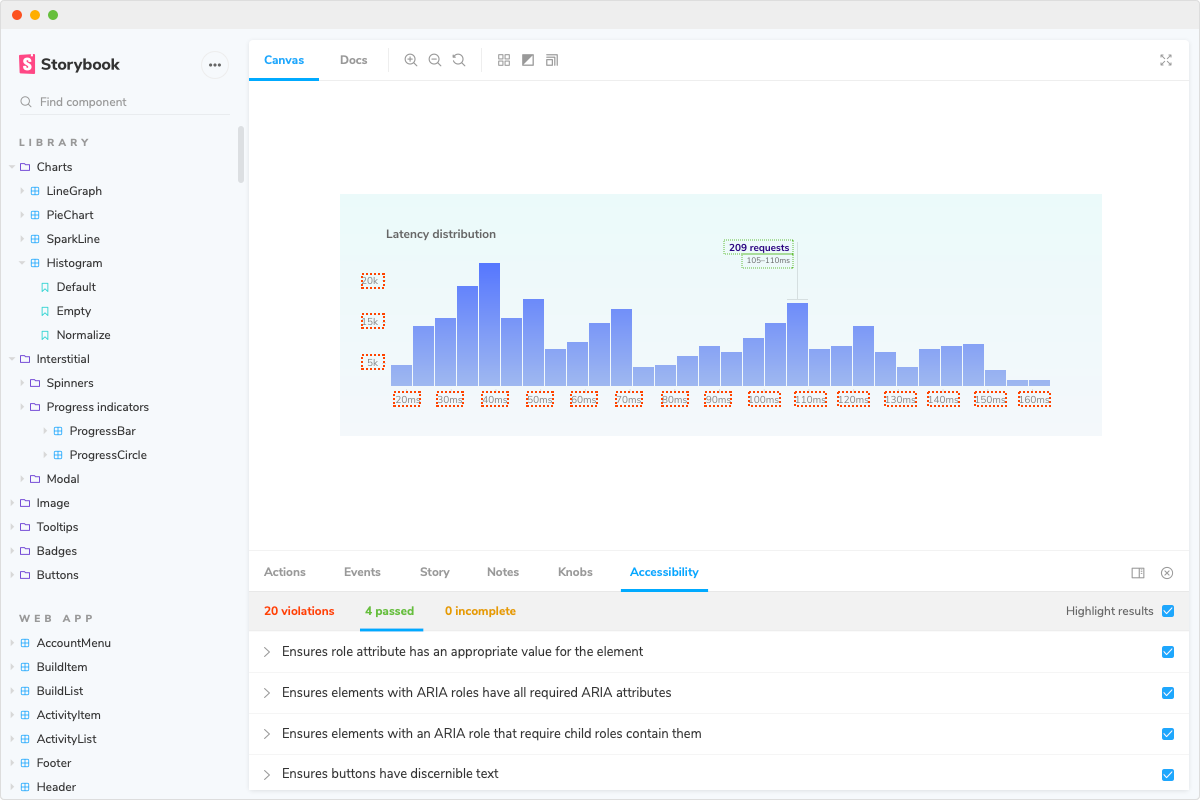 Storybook
Find component
LIBRARY
Charts
LineGraph
PieChart
SparkLine
Histogram
Default
Empty
Normalize
Interstitial
Spinners
Progress indicators
ProgressBar
ProgressCircle
Modal
Image
Tooltips
Badges
Buttons
WEB APP
AccountMenu
BuildItem
BuildList
ActivityItem
ActivityList
Footer
Header
Canvas Docs
Latency distribution
209 requests
105–110ms
20k
15k
5k
20ms 30ms 40ms 50ms 60ms 70ms 80ms 90ms 100ms 110ms 120ms 130ms 140ms 150ms 160ms
Actions Events Story Notes Knobs Accessibility
20 violations 4 passed 0 incomplete Highlight results
Ensures role attribute has an appropriate value for the element
Ensures elements with ARIA roles have all required ARIA attributes
Ensures elements with an ARIA role that require child roles contain them
Ensures buttons have discernible text